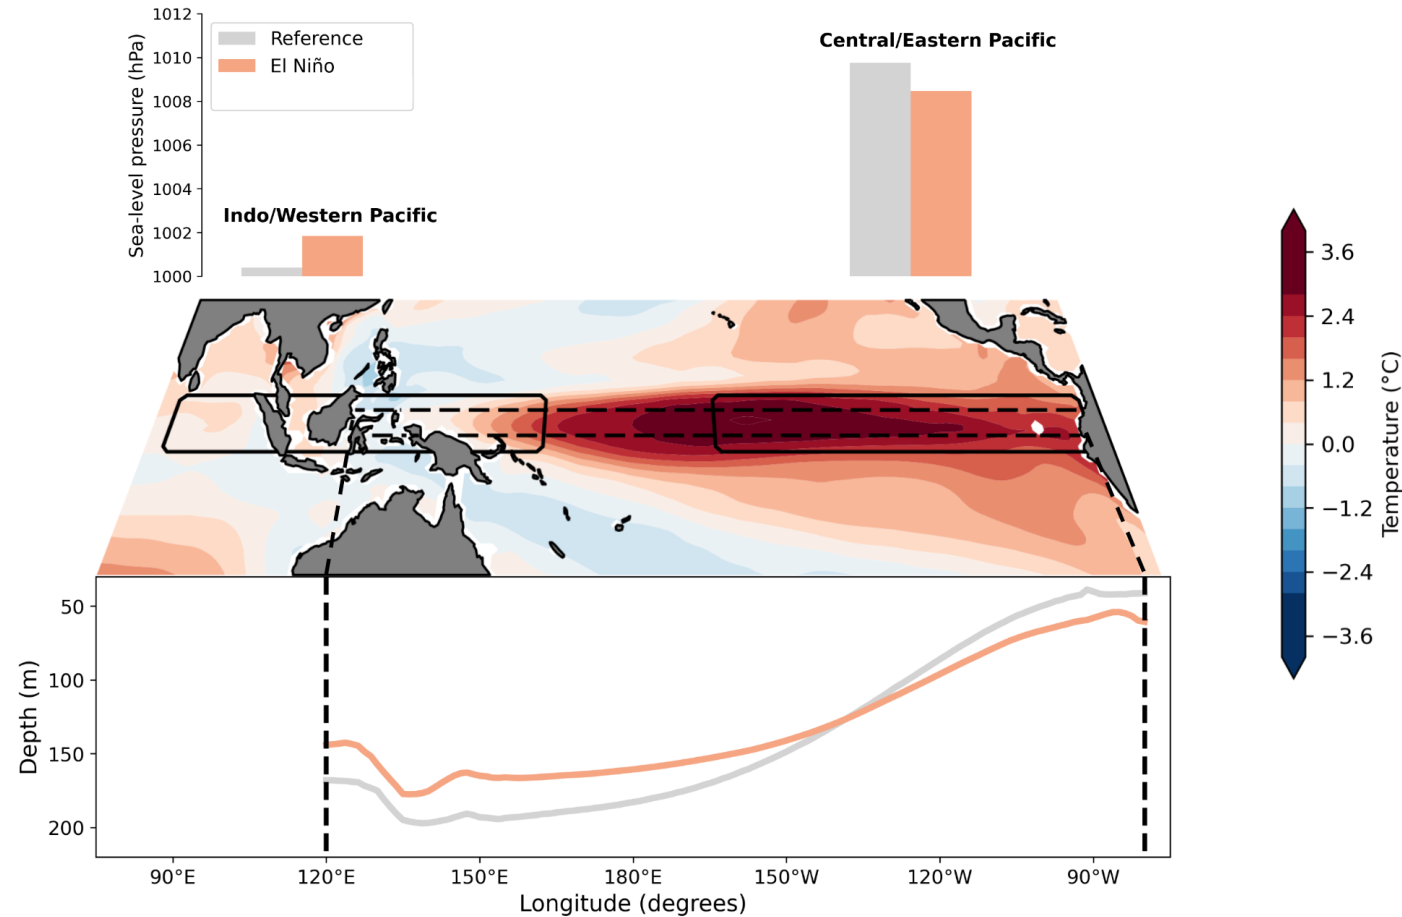 Sea-level pressure (hPa)
1012
1010
1008
1006
1004
1002
1000
Reference
El Niño
Indo/Western Pacific
Central/Eastern Pacific
3.6
2.4
1.2
0.0
−1.2
−2.4
−3.6
Temperature (°C)
Depth (m)
50
100
150
200
90°E
120°E
150°E
180°E
150°W
120°W
90°W
Longitude (degrees)